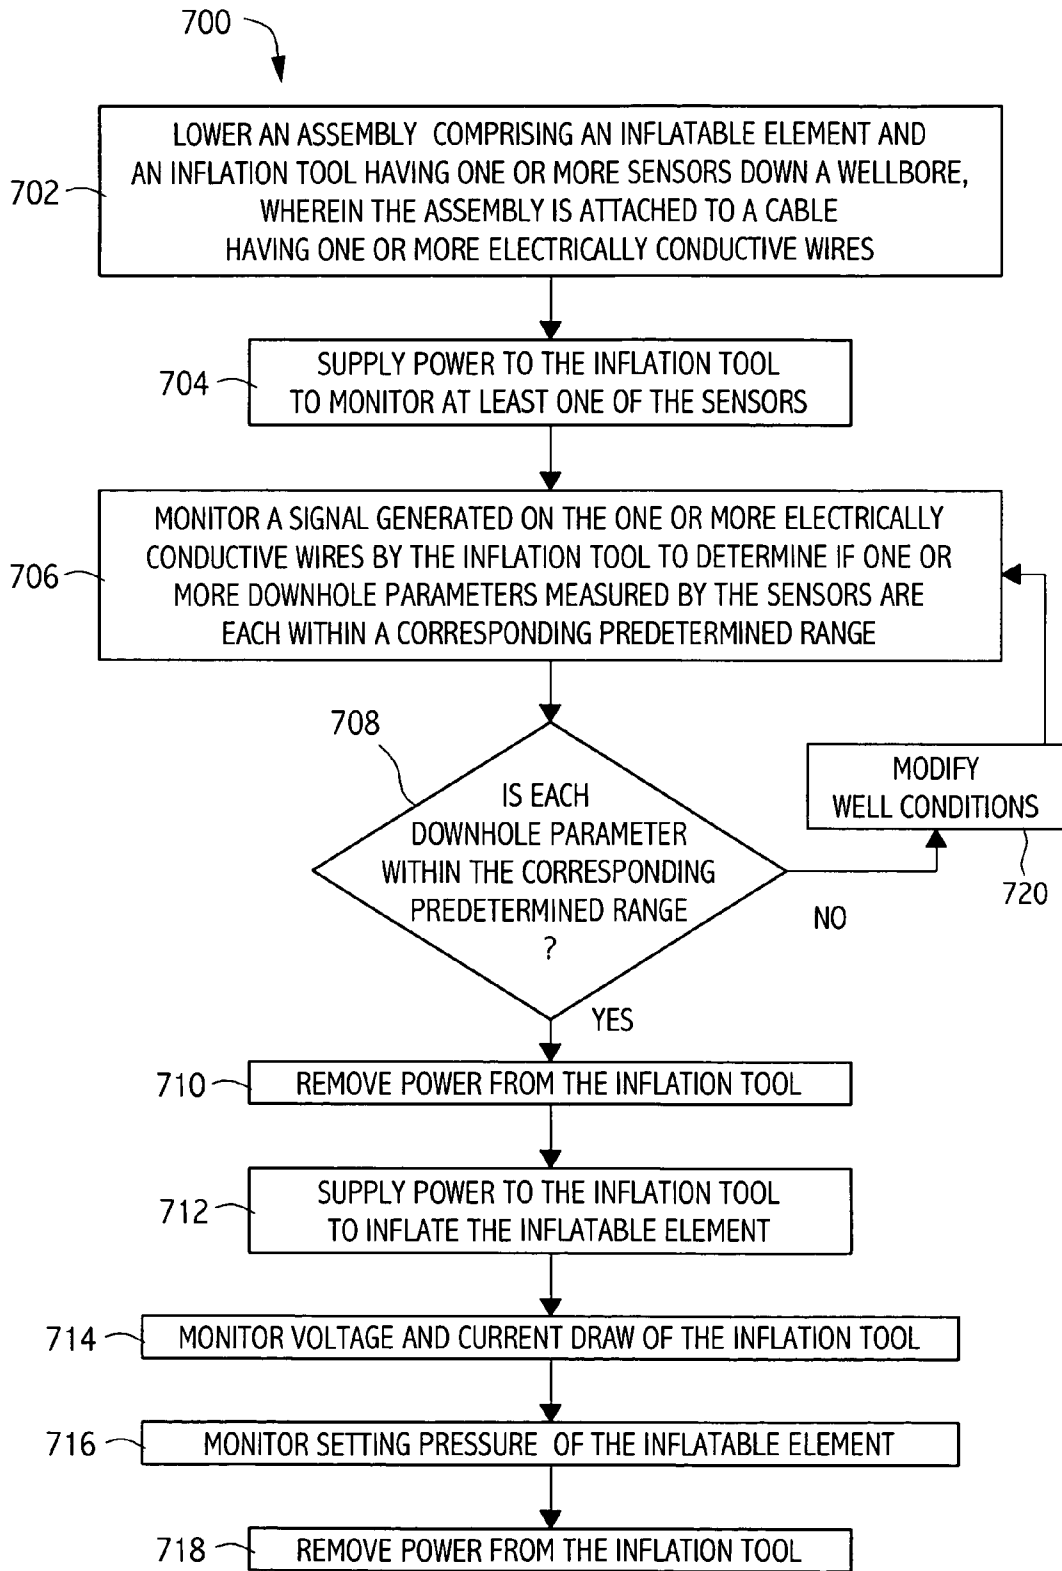 700
702
LOWER AN ASSEMBLY COMPRISING AN INFLATABLE ELEMENT AND
AN INFLATION TOOL HAVING ONE OR MORE SENSORS DOWN A WELLBORE,
WHEREIN THE ASSEMBLY IS ATTACHED TO A CABLE
HAVING ONE OR MORE ELECTRICALLY CONDUCTIVE WIRES
704
SUPPLY POWER TO THE INFLATION TOOL
TO MONITOR AT LEAST ONE OF THE SENSORS
706
MONITOR A SIGNAL GENERATED ON THE ONE OR MORE ELECTRICALLY
CONDUCTIVE WIRES BY THE INFLATION TOOL TO DETERMINE IF ONE OR
MORE DOWNHOLE PARAMETERS MEASURED BY THE SENSORS ARE
EACH WITHIN A CORRESPONDING PREDETERMINED RANGE
708
IS EACH
DOWNHOLE PARAMETER
WITHIN THE CORRESPONDING
PREDETERMINED RANGE
?
NO
MODIFY
WELL CONDITIONS
720
YES
710
REMOVE POWER FROM THE INFLATION TOOL
712
SUPPLY POWER TO THE INFLATION TOOL
TO INFLATE THE INFLATABLE ELEMENT
714
MONITOR VOLTAGE AND CURRENT DRAW OF THE INFLATION TOOL
716
MONITOR SETTING PRESSURE OF THE INFLATABLE ELEMENT
718
REMOVE POWER FROM THE INFLATION TOOL